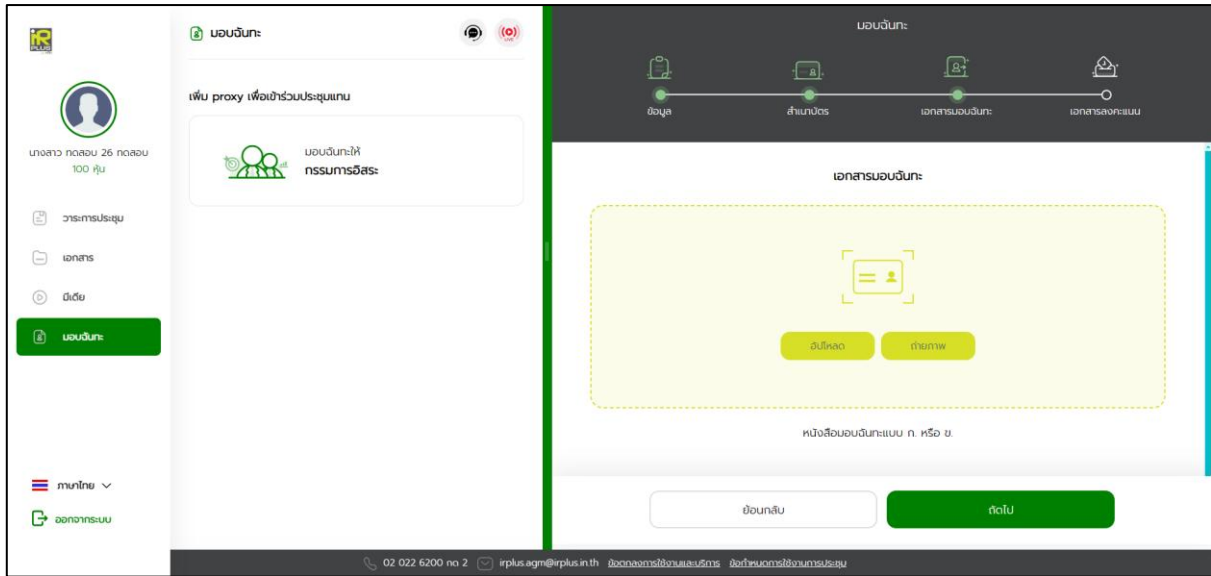 iR
PLUS
นางสาว ทดสอบ 26 ทดสอบ
100 หุ้น
วาระการประชุม
เอกสาร
มีเดีย
มอบฉันทะ
ภาษาไทย
ออกจากระบบ
มอบฉันทะ
LIVE
เพิ่ม proxy เพื่อเข้าร่วมประชุมแทน
มอบฉันทะให้
กรรมการอิสระ
มอบฉันทะ
ข้อมูล สำเนาบัตร เอกสารมอบฉันทะ เอกสารลงคะแนน
เอกสารมอบฉันทะ
อัปโหลด ถ่ายภาพ
หนังสือมอบฉันทะแบบ ก. หรือ ข.
ย้อนกลับ ถัดไป
02 022 6200 กด 2 irplus.agm@irplus.in.th ข้อตกลงการใช้งานและบริการ ข้อกำหนดการใช้งานการประชุม